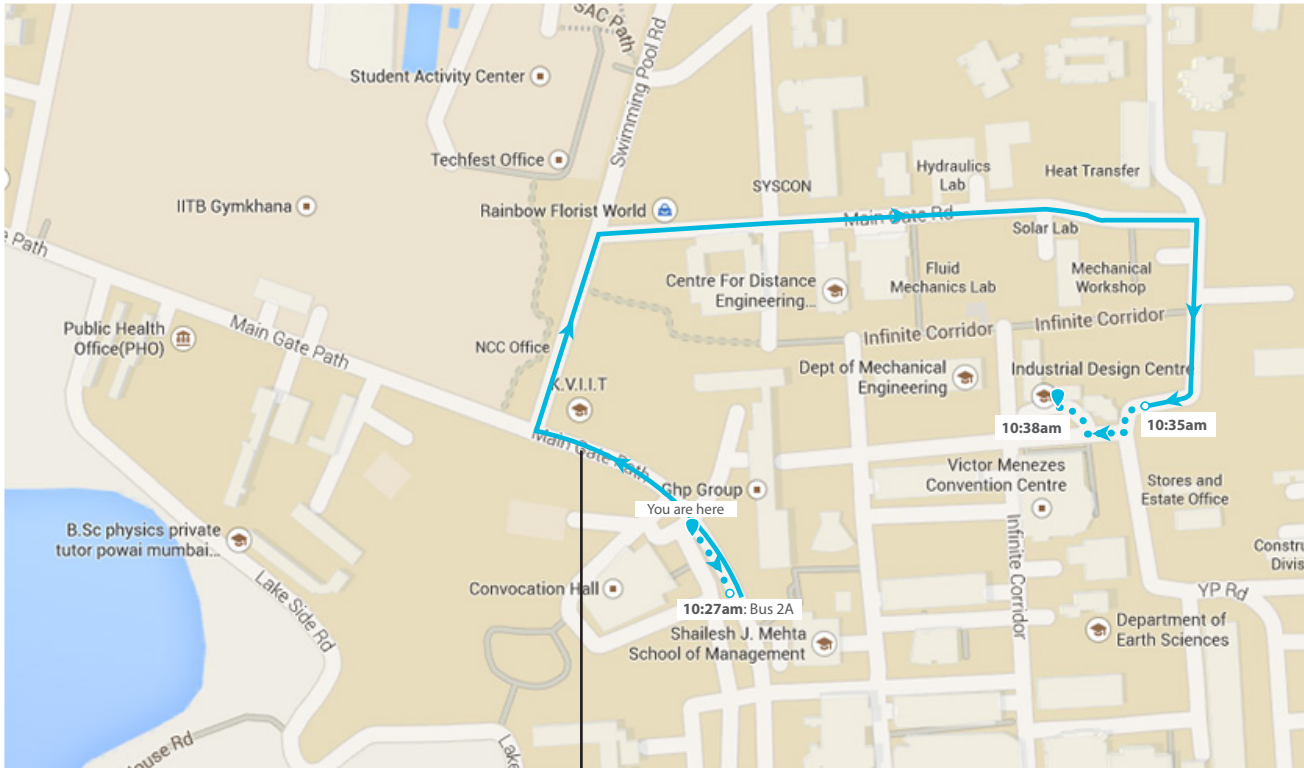 SAC Path
Swimming Pool Rd
Student Activity Center
Techfest Office
Hydraulics
Lab
Heat Transfer
SYSCON
IITB Gymkhana
Rainbow Florist World
Main Gate Rd
Solar Lab
e Path
Centre For Distance
Engineering...
Fluid
Mechanics Lab
Mechanical
Workshop
Public Health
Office(PHO)
Main Gate Path
NCC Office
Infinite Corridor
Infinite Corridor
K.V.I.I.T
Dept of Mechanical
Engineering
Industrial Design Centre
10:38am
10:35am
Main Gate Path
Ghp Group
Victor Menezes
Convention Centre
Stores and
Estate Office
You are here
B.Sc physics private
tutor powai mumbai...
Infinite Corridor
Constru
Divis
Lake Side Rd
Convocation Hall
10:27am: Bus 2A
YP Rd
Shailesh J. Mehta
School of Management
Department of
Earth Sciences
ouse Rd
Lake